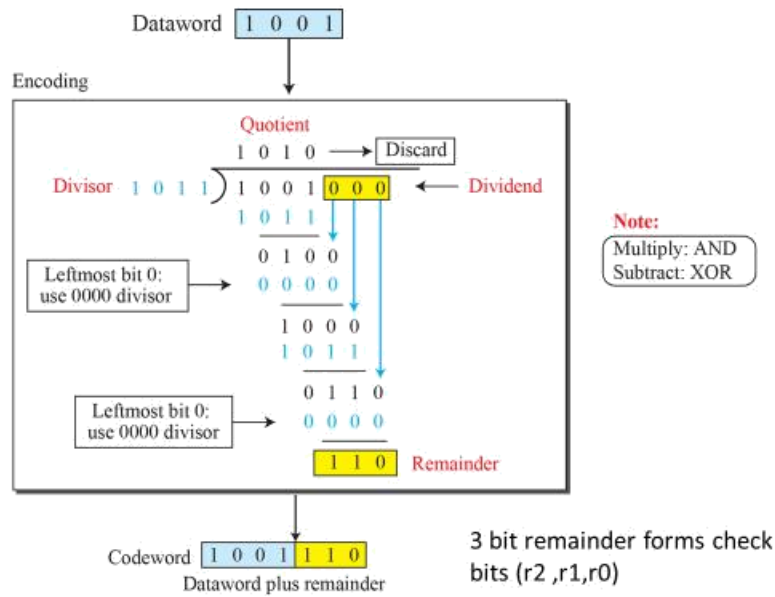 Dataword 1 0 0 1
Encoding
Quotient
1 0 1 0 Discard
Divisor 1 0 1 1 1 0 0 1 0 0 0 Dividend
1 0 1 1
Note:
0 1 0 0
Multiply: AND
Leftmost bit 0:
use 0000 divisor
0 0 0 0
Subtract: XOR
1 0 0 0
1 0 1 1
0 1 1 0
Leftmost bit 0:
use 0000 divisor
0 0 0 0
1 1 0 Remainder
Codeword 1 0 0 1 1 1 0
Dataword plus remainder
3 bit remainder forms check
bits (r2 ,r1,r0)